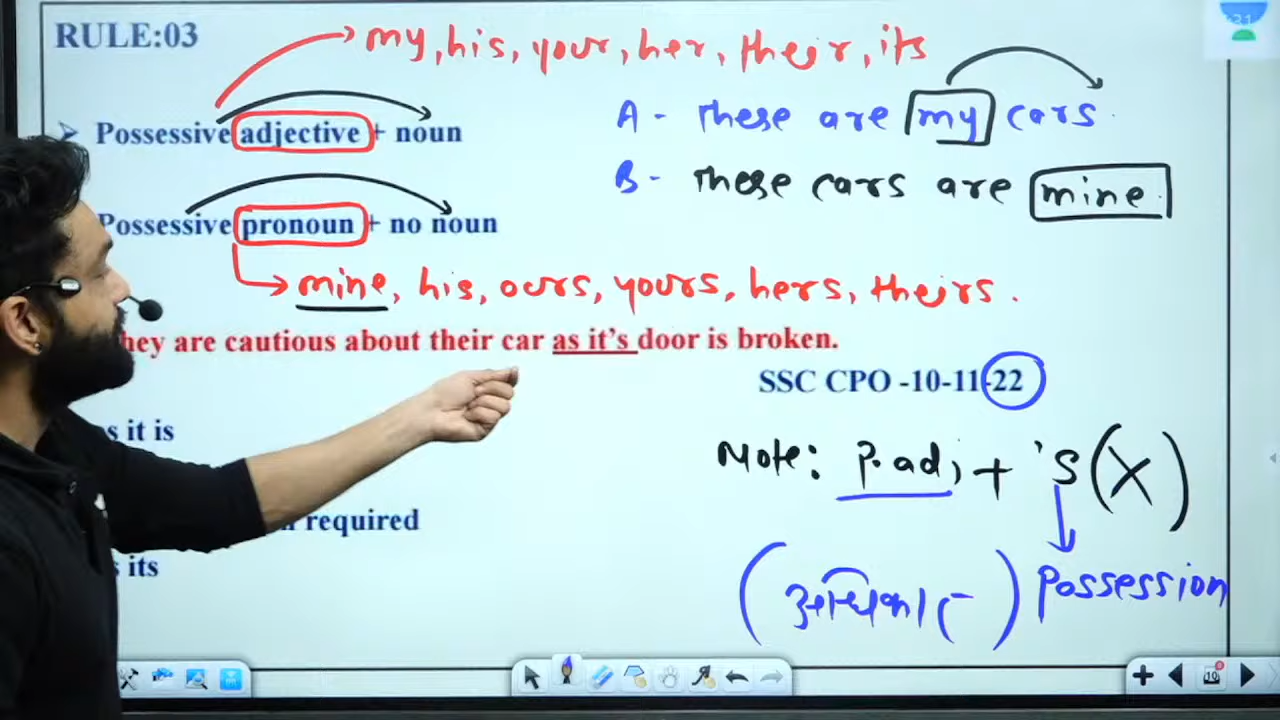 RULE:03
my, his, your, her, their, its
Possessive adjective + noun
A - These are my cars.
B - These cars are mine.
Possessive pronoun + no noun
mine, his, ours, yours, hers, theirs.
hey are cautious about their car as it's door is broken.
SSC CPO -10-11-22
s it is
Note: P.adj + 's (X)
required
s its
Possession
10